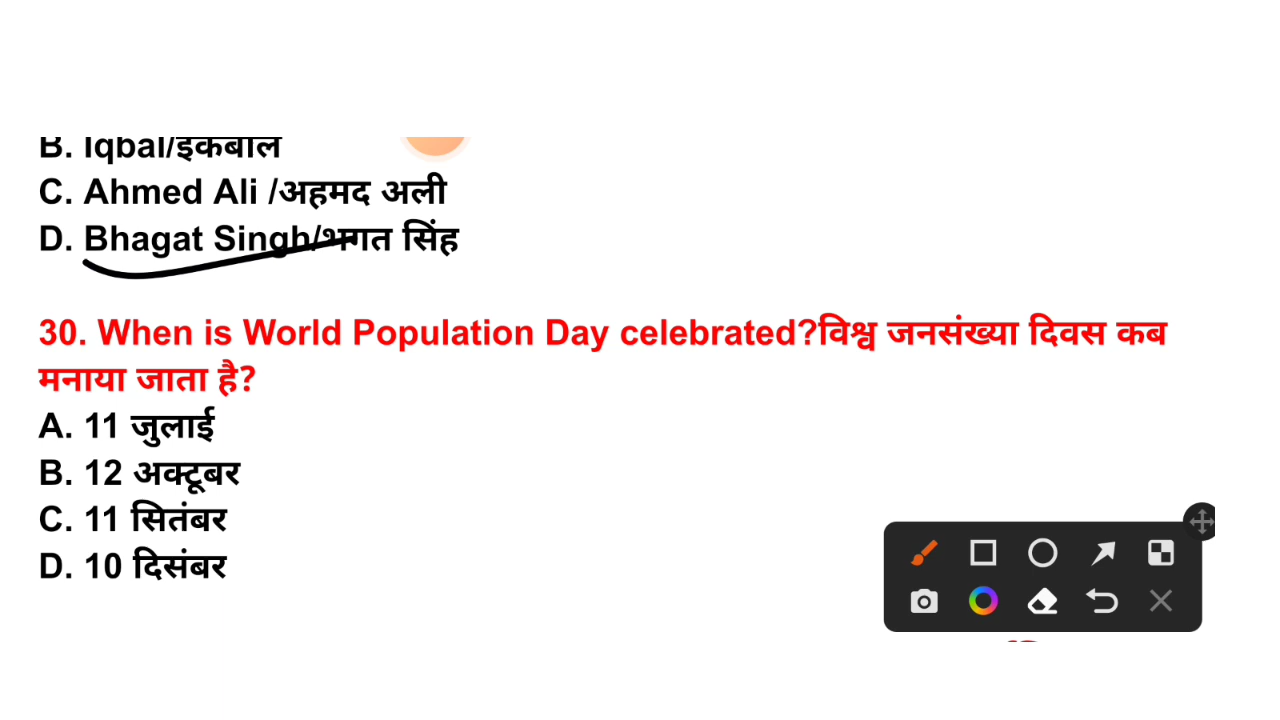 B. Iqbal/इकबाल
C. Ahmed Ali /अहमद अली
D. Bhagat Singh/भगत सिंह
30. When is World Population Day celebrated?विश्व जनसंख्या दिवस कब
मनाया जाता है?
A. 11 जुलाई
B. 12 अक्टूबर
C. 11 सितंबर
D. 10 दिसंबर